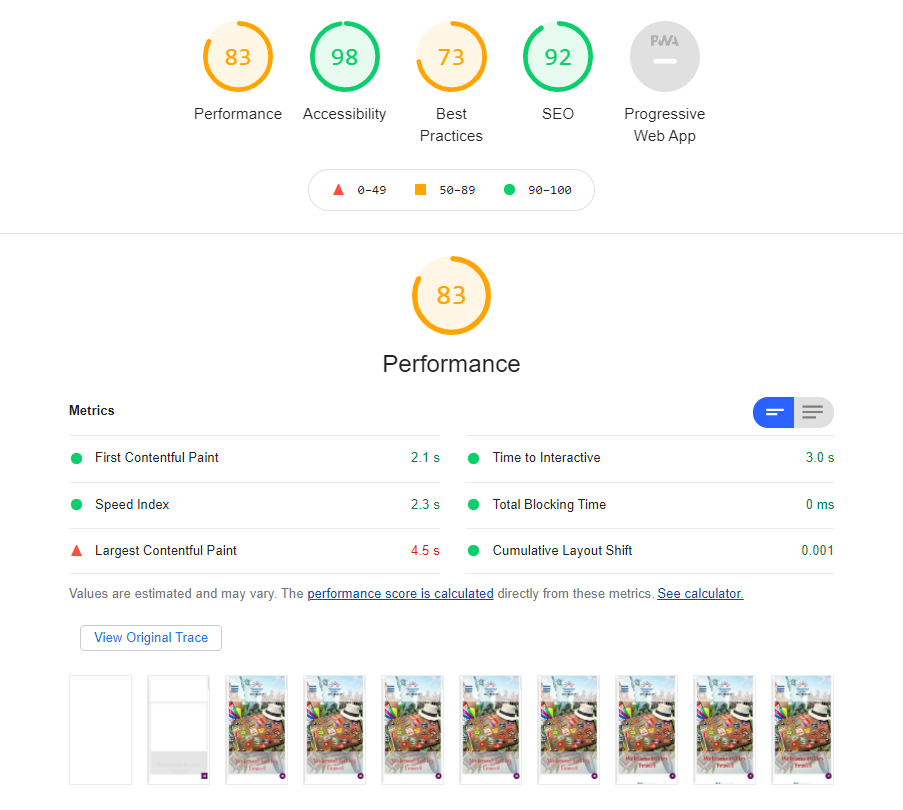 83
98
73
92
PWA
Performance
Accessibility
Best
Practices
SEO
Progressive
Web App
0–49
50–89
90–100
83
Performance
Metrics
First Contentful Paint
2.1 s
Time to Interactive
3.0 s
Speed Index
2.3 s
Total Blocking Time
0 ms
Largest Contentful Paint
4.5 s
Cumulative Layout Shift
0.001
Values are estimated and may vary. The performance score is calculated directly from these metrics. See calculator.
View Original Trace